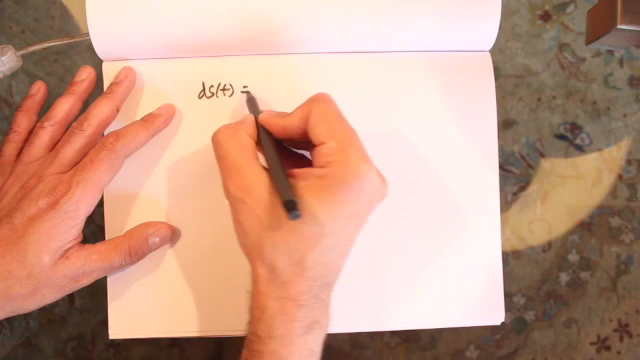 ds(t) =